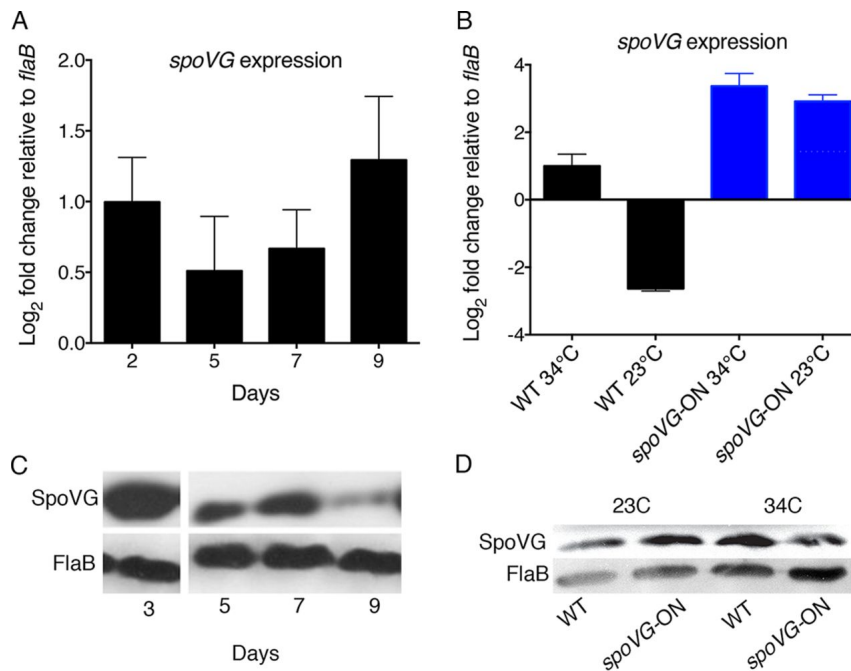 A
spoVG expression
Log2 fold change relative to flaB
2.0
1.5
1.0
0.5
0.0
2 5 7 9
Days
B
spoVG expression
Log2 fold change relative to flaB
4
2
0
-2
-4
WT 34°C
WT 23°C
spoVG-ON 34°C
spoVG-ON 23°C
C
SpoVG
FlaB
3 5 7 9
Days
D
23C 34C
SpoVG
FlaB
WT
spoVG-ON
WT
spoVG-ON